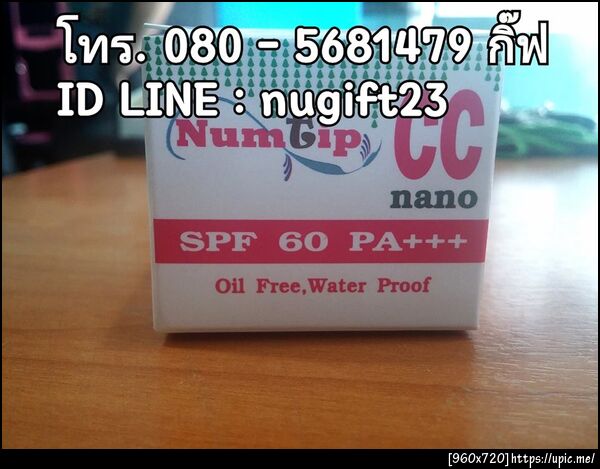 โทร. 080 - 5681479 กิ๊ฟ
ID LINE : nugift23
Numtip CC
nano
SPF 60 PA+++
Oil Free,Water Proof
[960x720]https://upic.me/